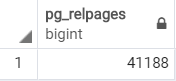 pg_relpages
bigint
1 41188